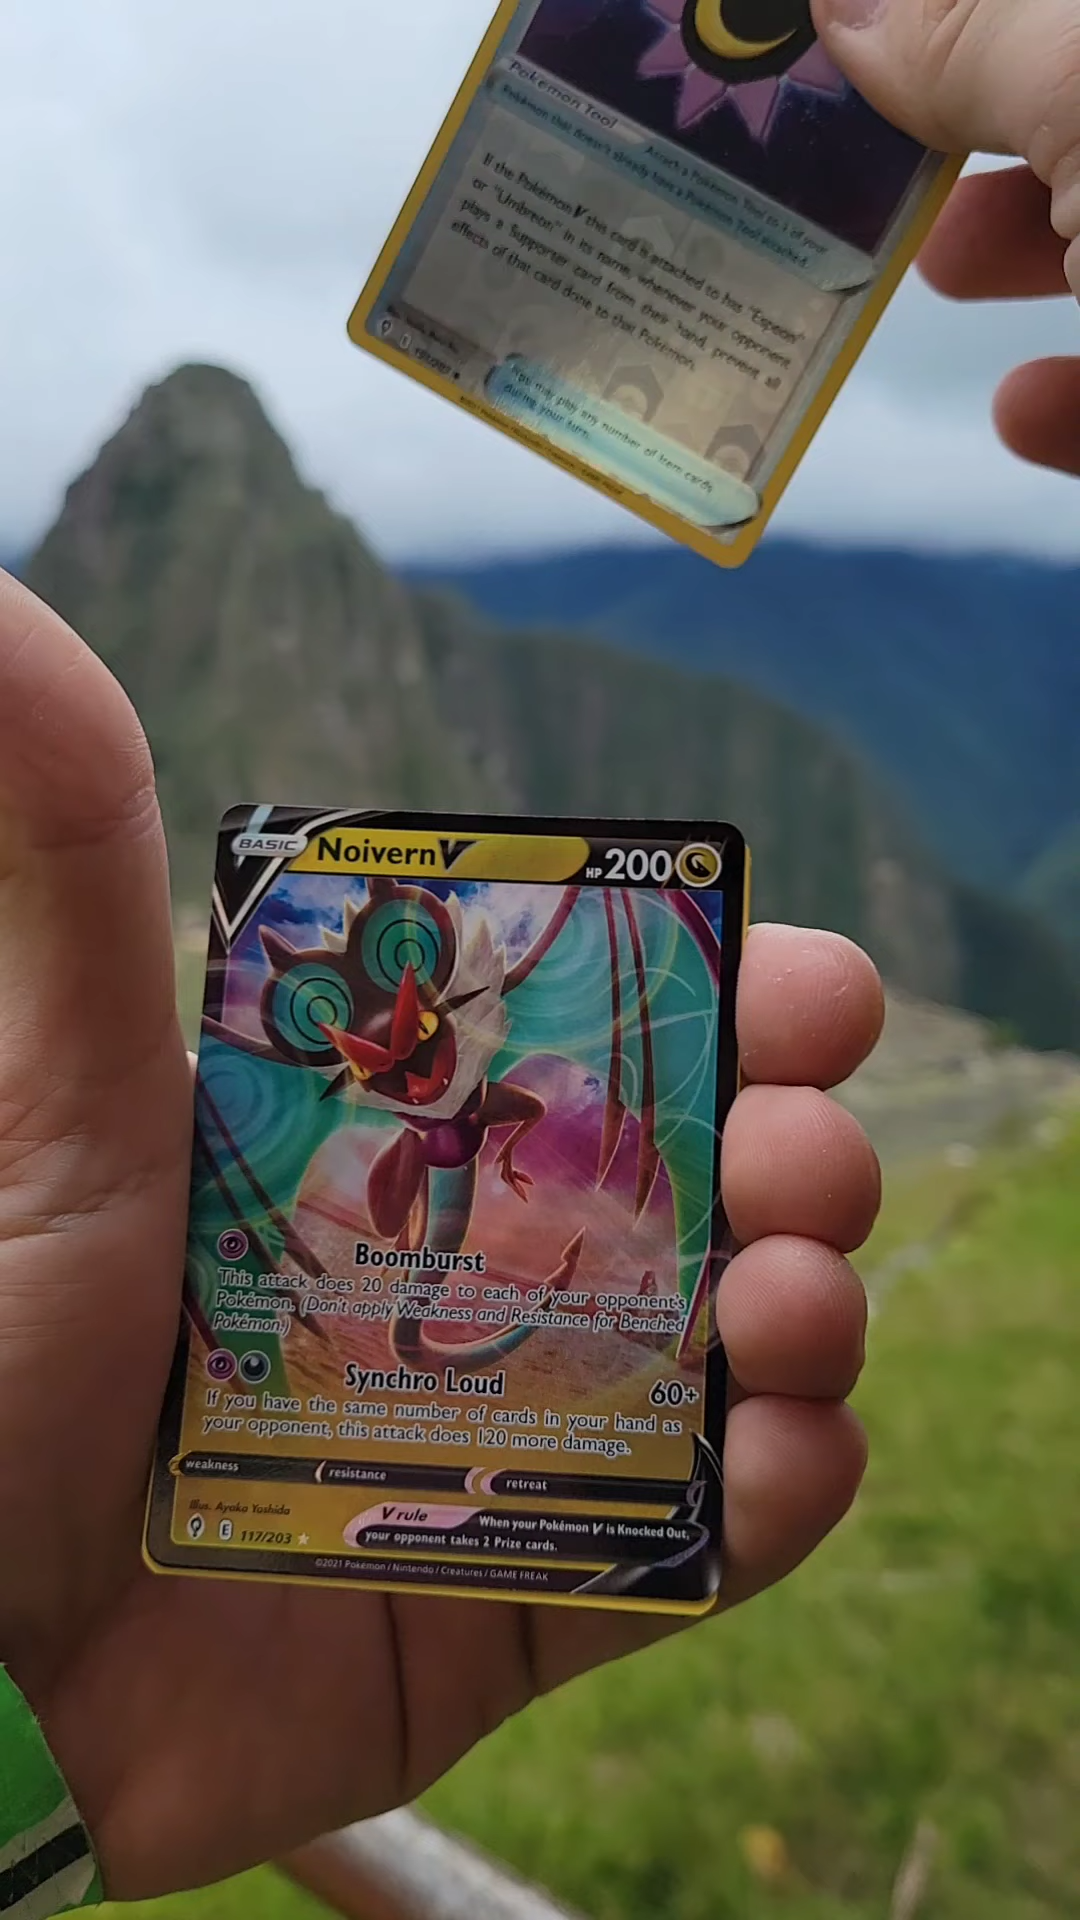 Pokémon Tool
Attach a Pokémon Tool to 1 of your
Pokémon that doesn't already have a Pokémon Tool attached.
If the Pokémon V this card is attached to has "Espeon"
or "Umbreon" in its name, whenever your opponent
plays a Supporter card from their hand, prevent all
effects of that card done to that Pokémon.
You may play any number of Item cards
during your turn.
BASIC
Noivern V
HP 200
Boomburst
This attack does 20 damage to each of your opponent's
Pokémon. (Don't apply Weakness and Resistance for Benched
Pokémon.)
Synchro Loud 60+
If you have the same number of cards in your hand as
your opponent, this attack does 120 more damage.
weakness resistance retreat
Illus. Ayaka Yoshida
E 117/203
V rule When your Pokémon V is Knocked Out,
your opponent takes 2 Prize cards.
©2021 Pokémon / Nintendo / Creatures / GAME FREAK